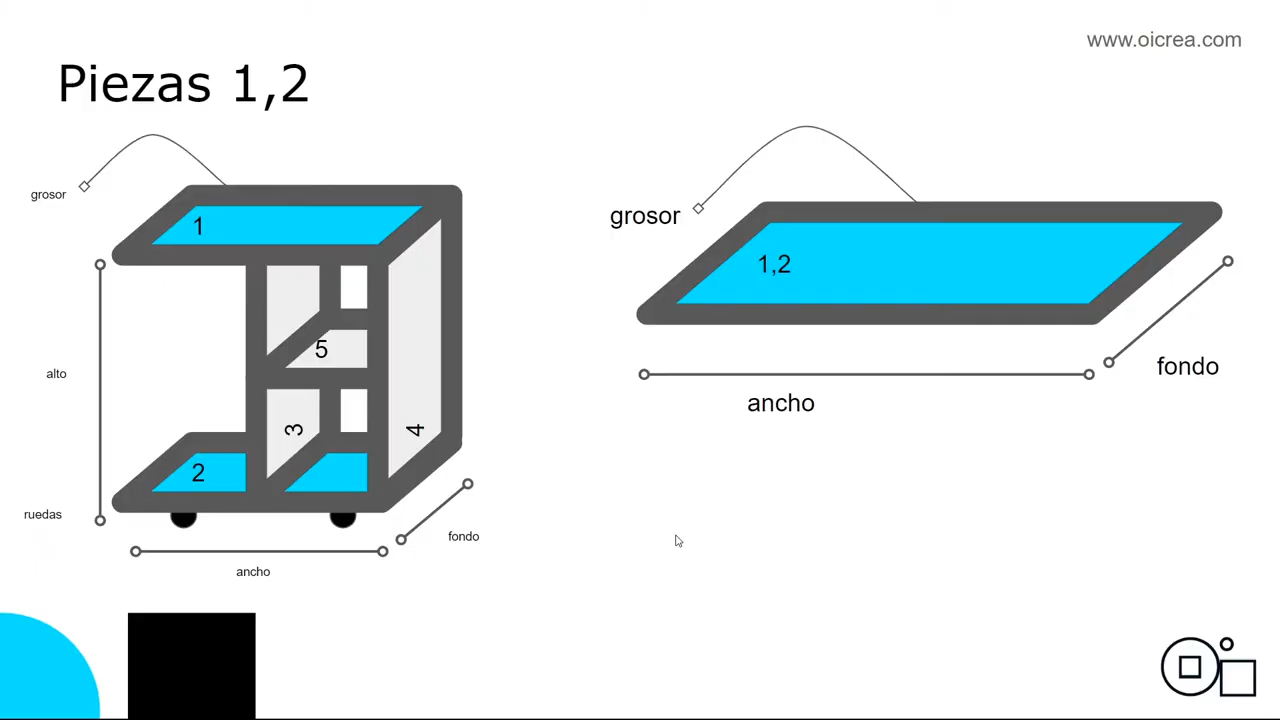 www.oicrea.com
Piezas 1,2
grosor
1
alto
5
3
4
2
ruedas
fondo
ancho
grosor
1,2
fondo
ancho